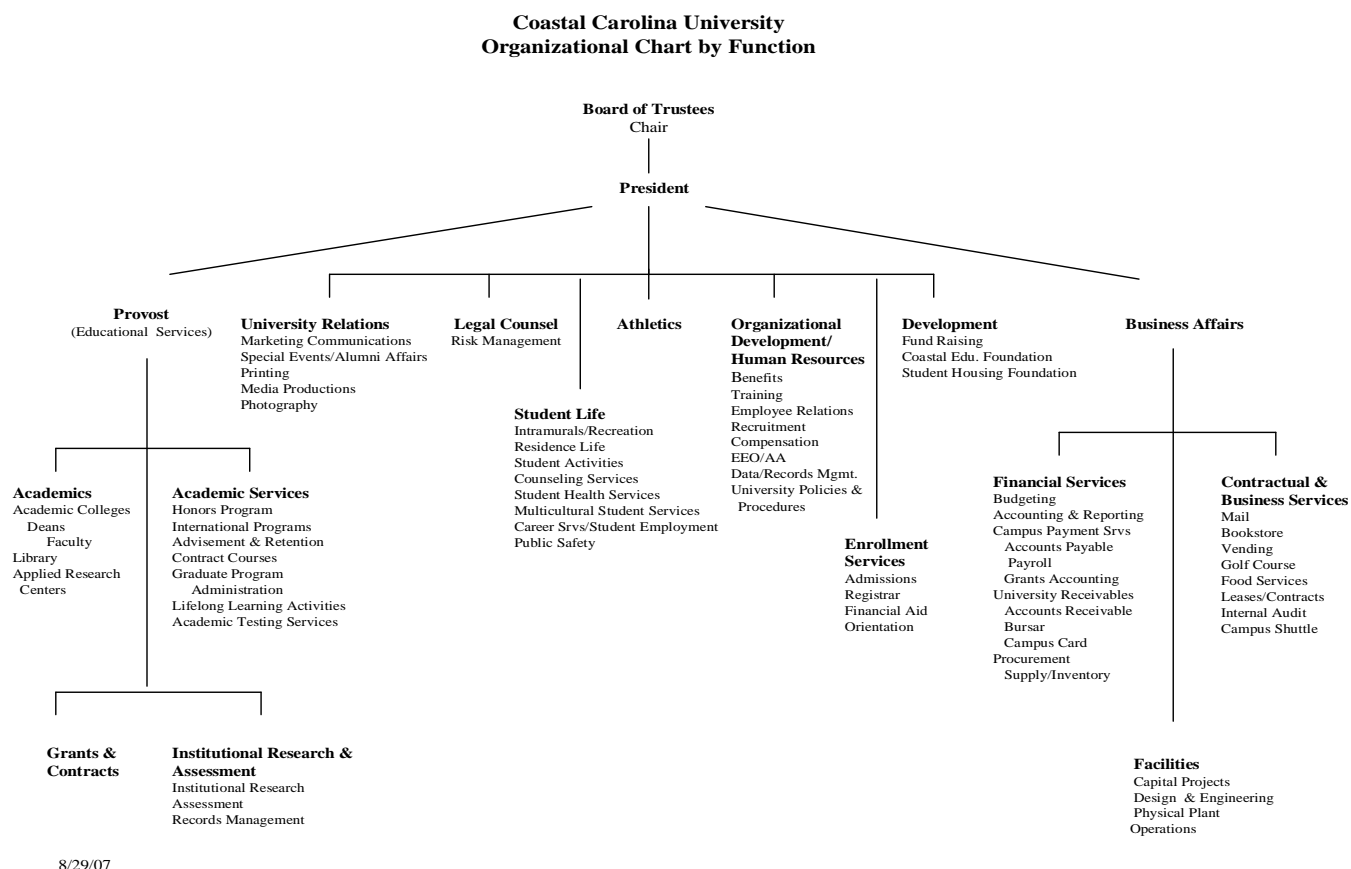 Coastal Carolina University
Organizational Chart by Function
Board of Trustees
Chair
President
Provost
(Educational Services)
University Relations
Marketing Communications
Special Events/Alumni Affairs
Printing
Media Productions
Photography
Legal Counsel
Risk Management
Athletics
Organizational
Development/
Human Resources
Benefits
Training
Employee Relations
Recruitment
Compensation
EEO/AA
Data/Records Mgmt.
University Policies &
Procedures
Development
Fund Raising
Coastal Edu. Foundation
Student Housing Foundation
Business Affairs
Student Life
Intramurals/Recreation
Residence Life
Student Activities
Counseling Services
Student Health Services
Multicultural Student Services
Career Srvs/Student Employment
Public Safety
Enrollment
Services
Admissions
Registrar
Financial Aid
Orientation
Academics
Academic Colleges
Deans
Faculty
Library
Applied Research
Centers
Academic Services
Honors Program
International Programs
Advisement & Retention
Contract Courses
Graduate Program
Administration
Lifelong Learning Activities
Academic Testing Services
Financial Services
Budgeting
Accounting & Reporting
Campus Payment Srvs
Accounts Payable
Payroll
Grants Accounting
University Receivables
Accounts Receivable
Bursar
Campus Card
Procurement
Supply/Inventory
Contractual &
Business Services
Mail
Bookstore
Vending
Golf Course
Food Services
Leases/Contracts
Internal Audit
Campus Shuttle
Grants &
Contracts
Institutional Research &
Assessment
Institutional Research
Assessment
Records Management
Facilities
Capital Projects
Design & Engineering
Physical Plant
Operations
8/29/07